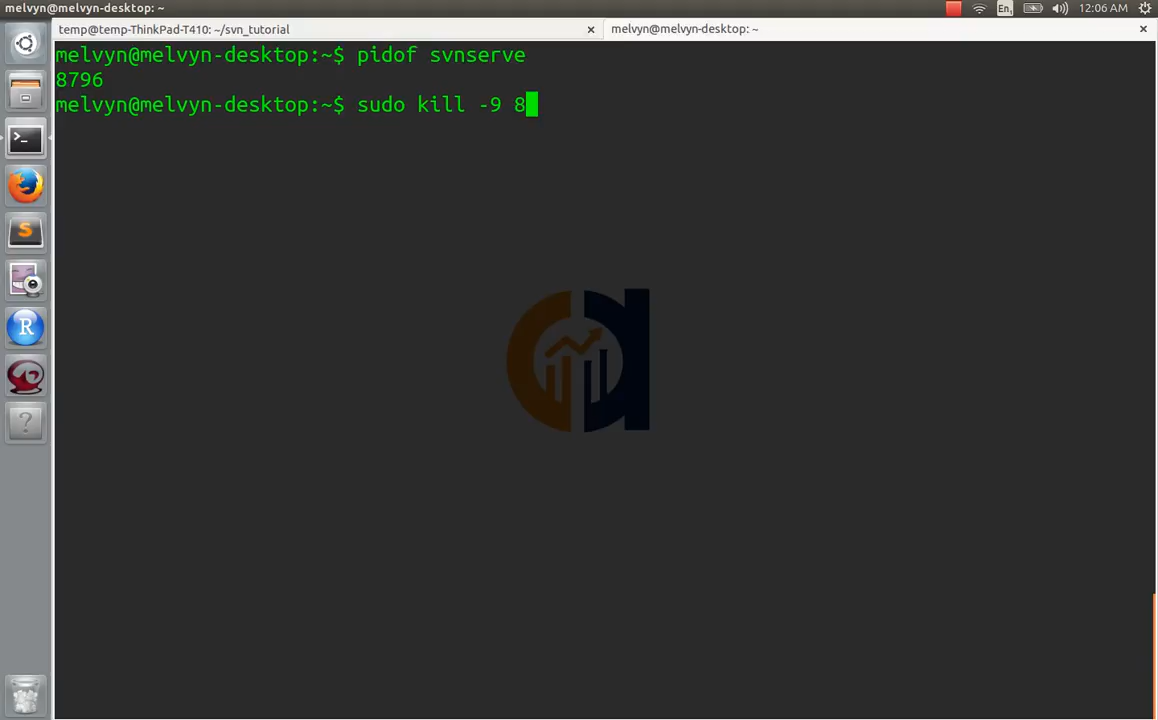 melvyn@melvyn-desktop: ~
En1
12:06 AM
temp@temp-ThinkPad-T410: ~/svn_tutorial
melvyn@melvyn-desktop: ~
melvyn@melvyn-desktop:~$ pidof svnserve
8796
melvyn@melvyn-desktop:~$ sudo kill -9 8